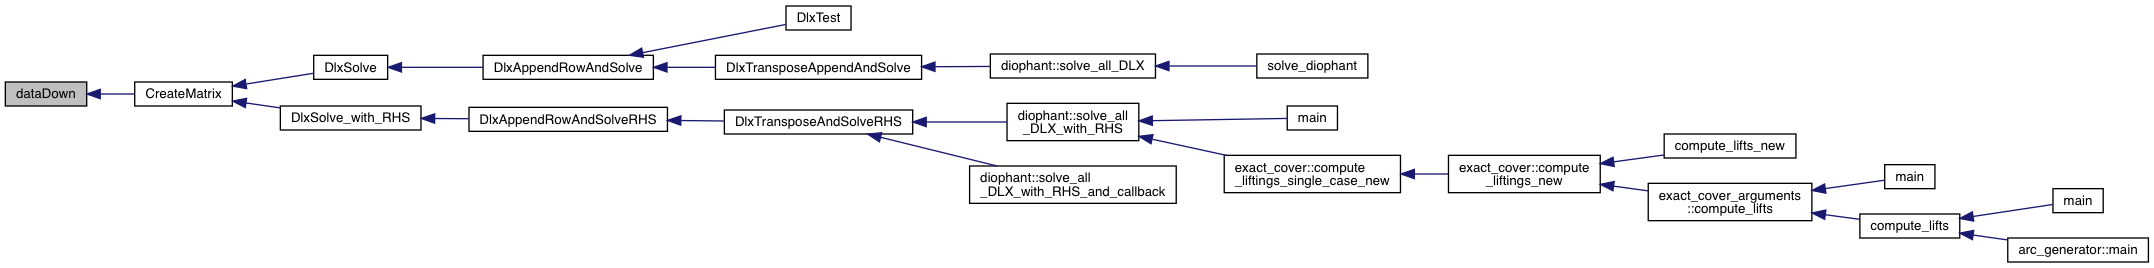 dataDown
CreateMatrix
DlxSolve
DlxAppendRowAndSolve
DlxTest
DlxTransposeAppendAndSolve
diophant::solve_all_DLX
solve_diophant
DlxSolve_with_RHS
DlxAppendRowAndSolveRHS
DlxTransposeAndSolveRHS
diophant::solve_all
_DLX_with_RHS
main
exact_cover::compute
_liftings_single_case_new
exact_cover::compute
_liftings_new
compute_lifts_new
exact_cover_arguments
::compute_lifts
main
compute_lifts
main
arc_generator::main
diophant::solve_all
_DLX_with_RHS_and_callback